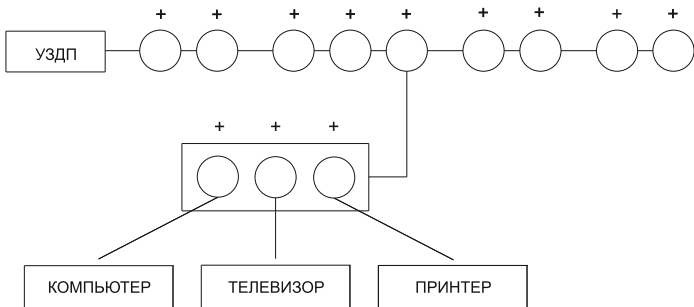 + + + + + + + + +
УЗДП
+ + +
КОМПЬЮТЕР ТЕЛЕВИЗОР ПРИНТЕР